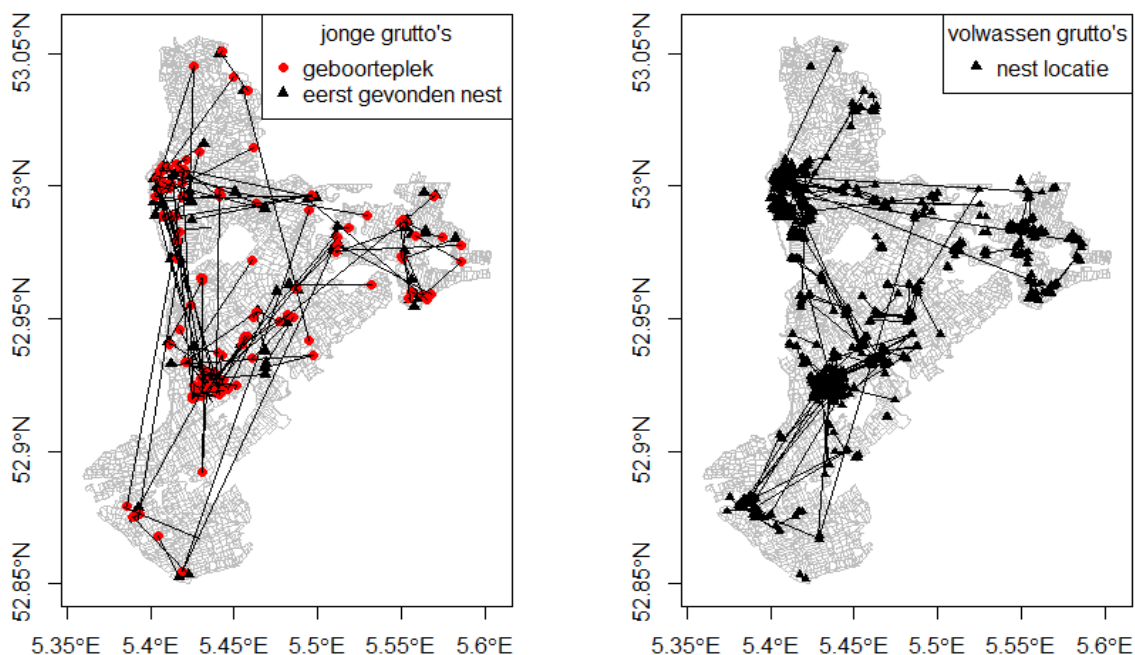 jonge grutto's
geboorteplek
eerst gevonden nest
53.05°N
53°N
52.95°N
52.9°N
52.85°N
5.35°E 5.4°E 5.45°E 5.5°E 5.55°E 5.6°E
volwassen grutto's
nest locatie
53.05°N
53°N
52.95°N
52.9°N
52.85°N
5.35°E 5.4°E 5.45°E 5.5°E 5.55°E 5.6°E